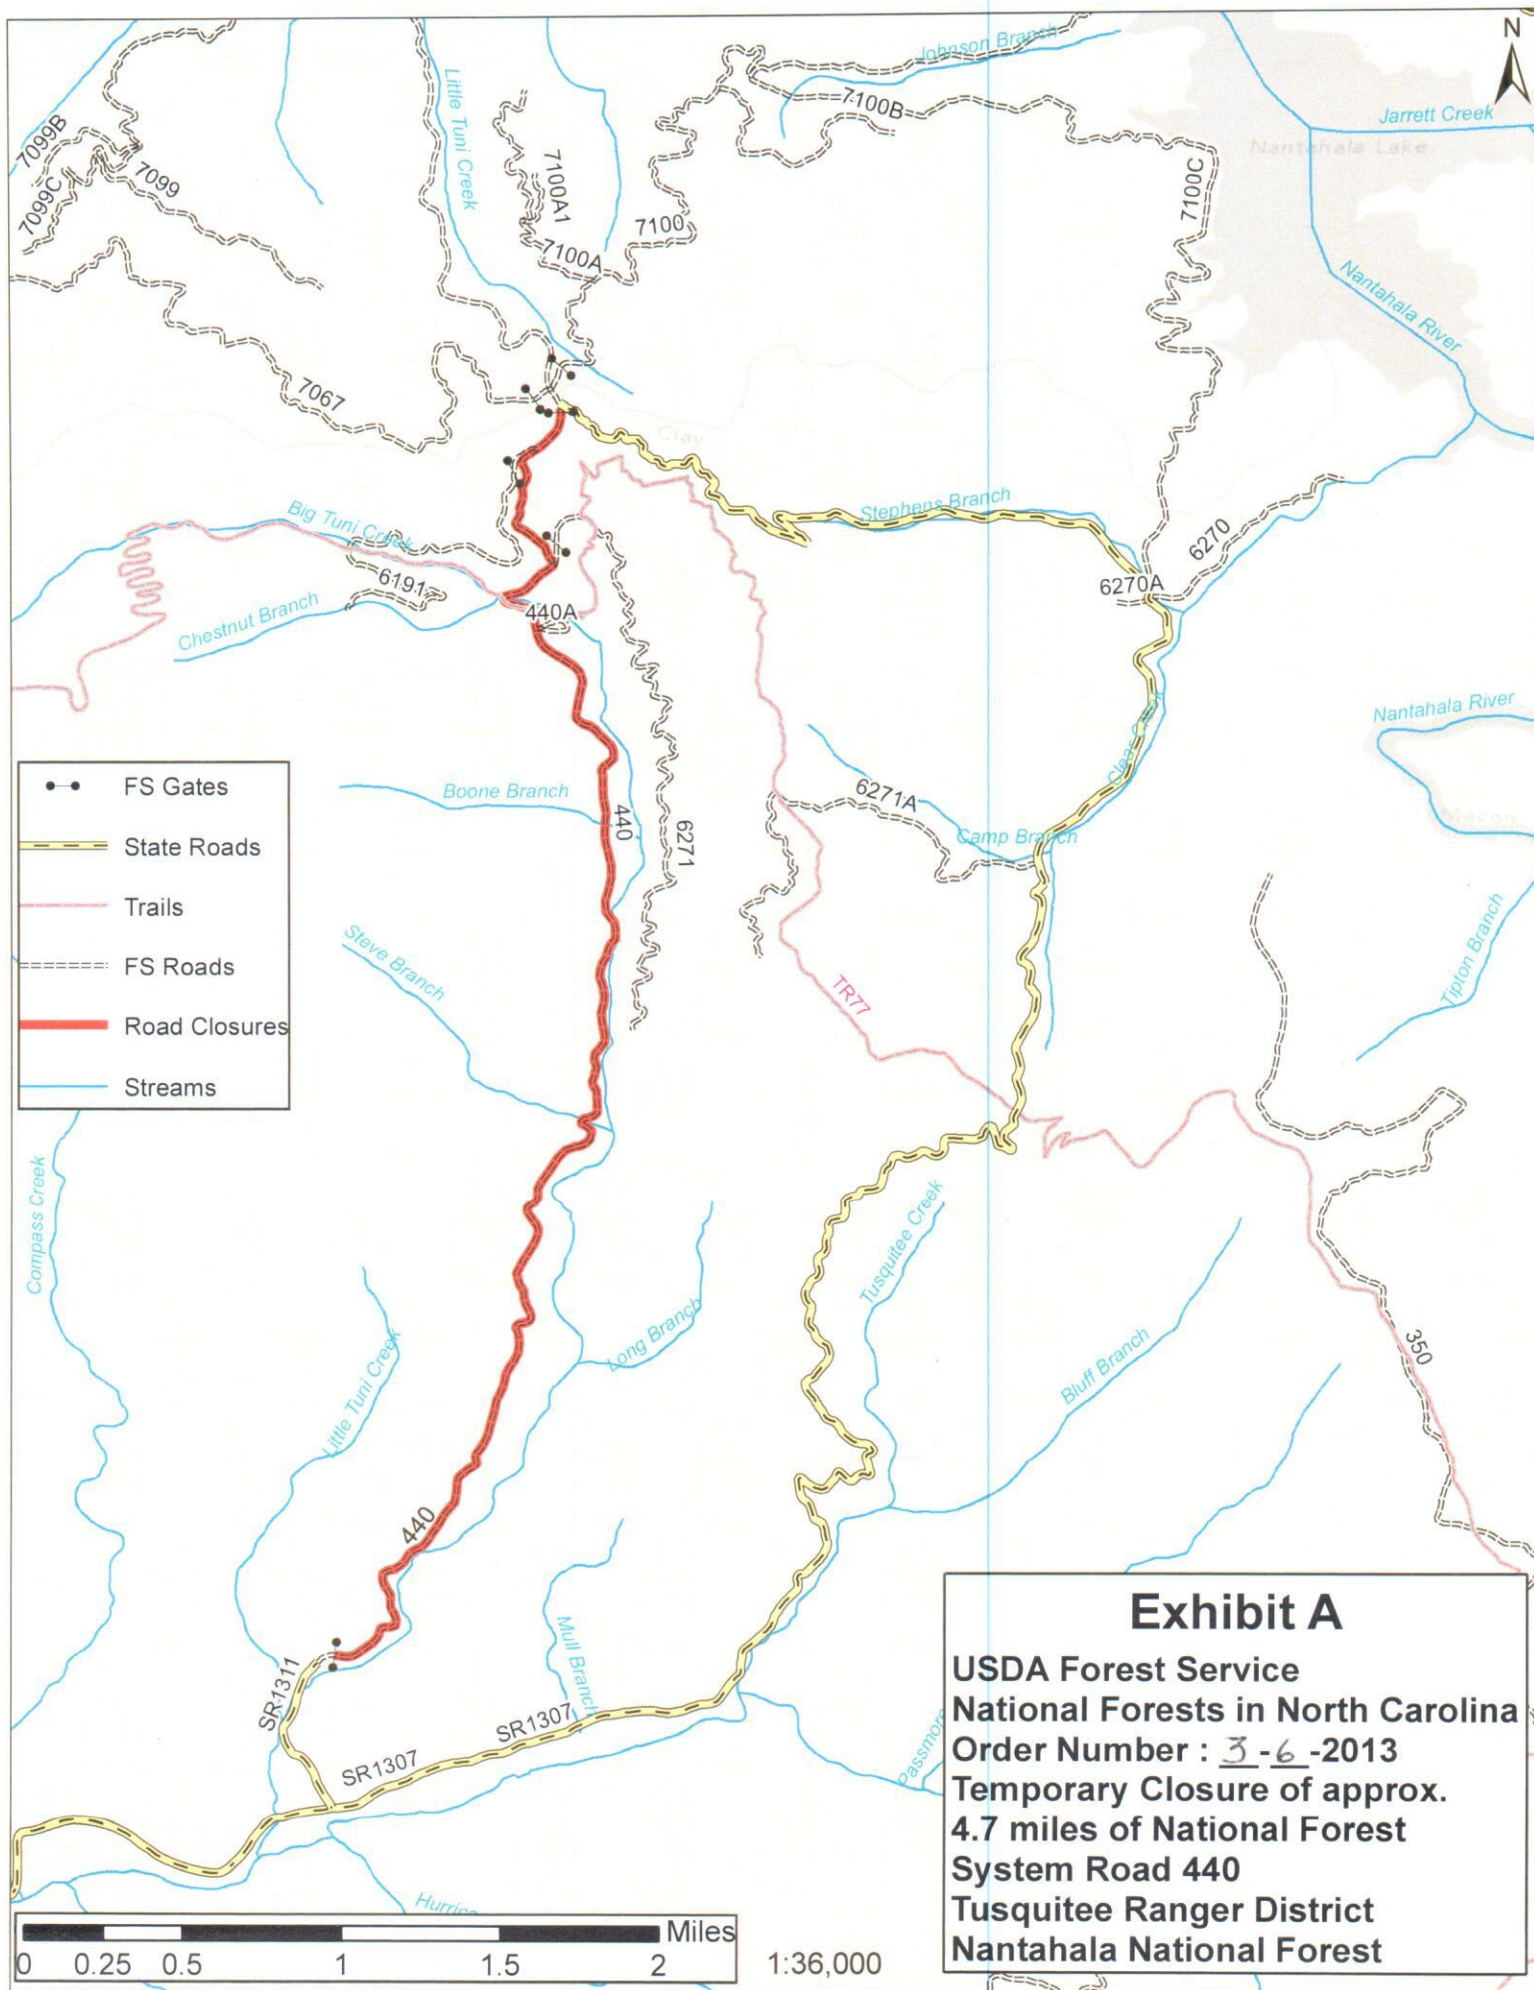 N
Johnson Branch
Little Tuni Creek
7100B
Jarrett Creek
Nantahala Lake
7099B
7099C
7099
7100A1
7100C
7100
7100A
Nantahala River
7067
Clay
Big Tuni Creek
Stephens Branch
6270
6191
6270A
Chestnut Branch
440A
Nantahala River
Clear Creek
FS Gates
State Roads
Trails
FS Roads
Road Closures
Streams
Boone Branch
440
6271
6271A
Camp Branch
Macon
Steve Branch
Tipton Branch
TR77
Compass Creek
Tusquitee Creek
Long Branch
350
Little Tuni Creek
Bluff Branch
440
Mull Branch
SR1311
SR1307
SR1307
Passmore
Hurric
Exhibit A
USDA Forest Service
National Forests in North Carolina
Order Number : 3-6-2013
Temporary Closure of approx.
4.7 miles of National Forest
System Road 440
Tusquitee Ranger District
Nantahala National Forest
Miles
0 0.25 0.5 1 1.5 2
1:36,000